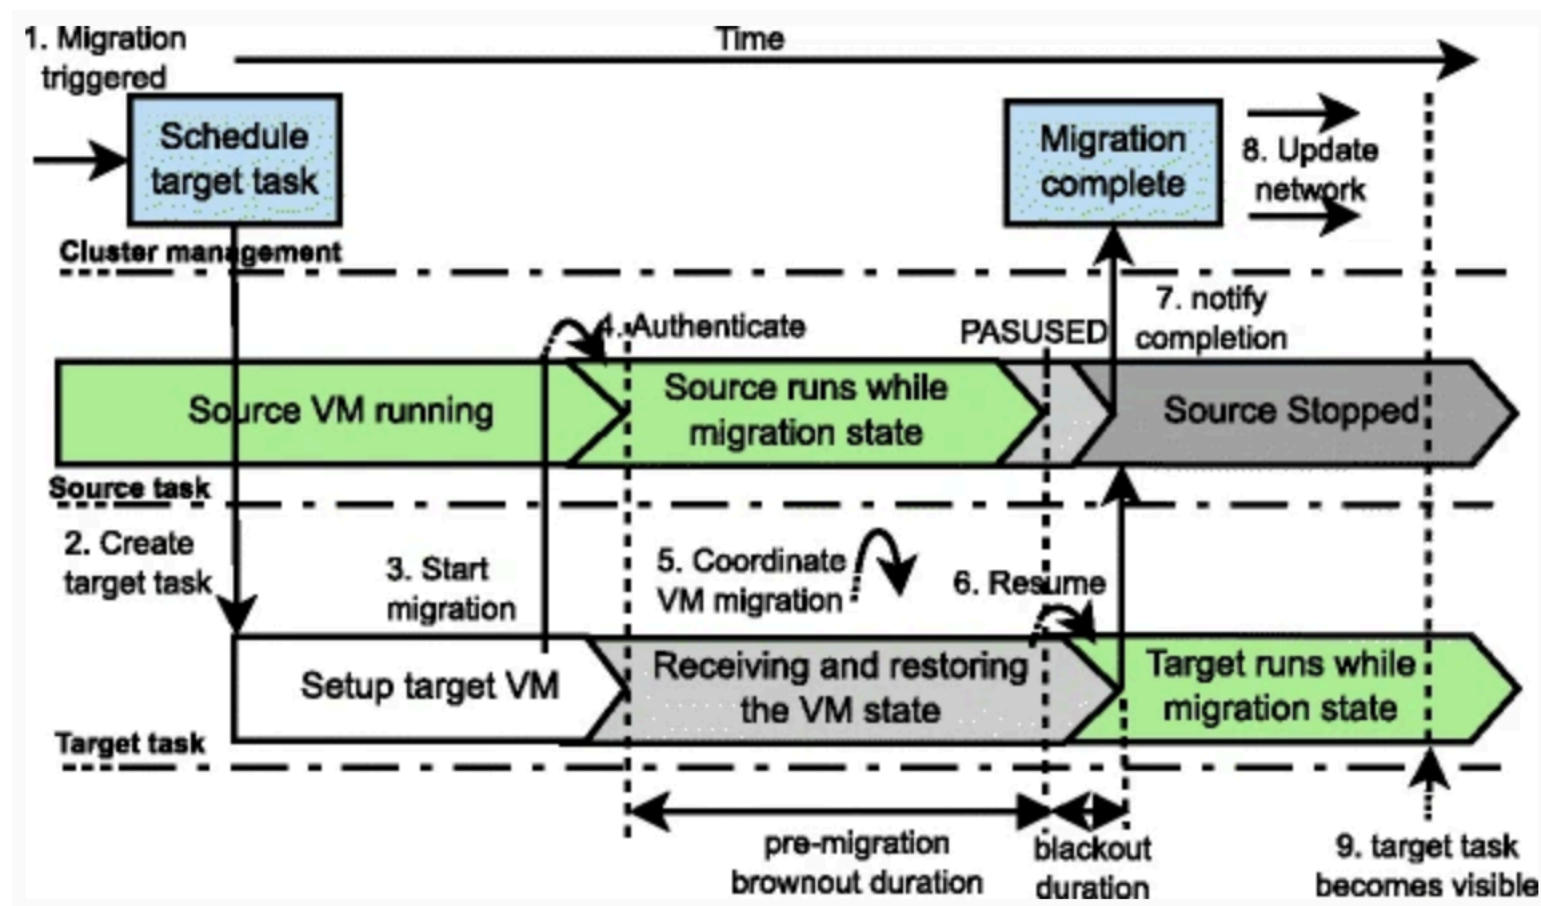 1. Migration
triggered
Time
Schedule
target task
Migration
complete
8. Update
network
Cluster management
7. notify
completion
4. Authenticate
PASUSED
Source VM running
Source runs while
migration state
Source Stopped
Source task
2. Create
target task
3. Start
migration
5. Coordinate
VM migration
6. Resume
Setup target VM
Receiving and restoring
the VM state
Target runs while
migration state
Target task
pre-migration
brownout duration
blackout
duration
9. target task
becomes visible